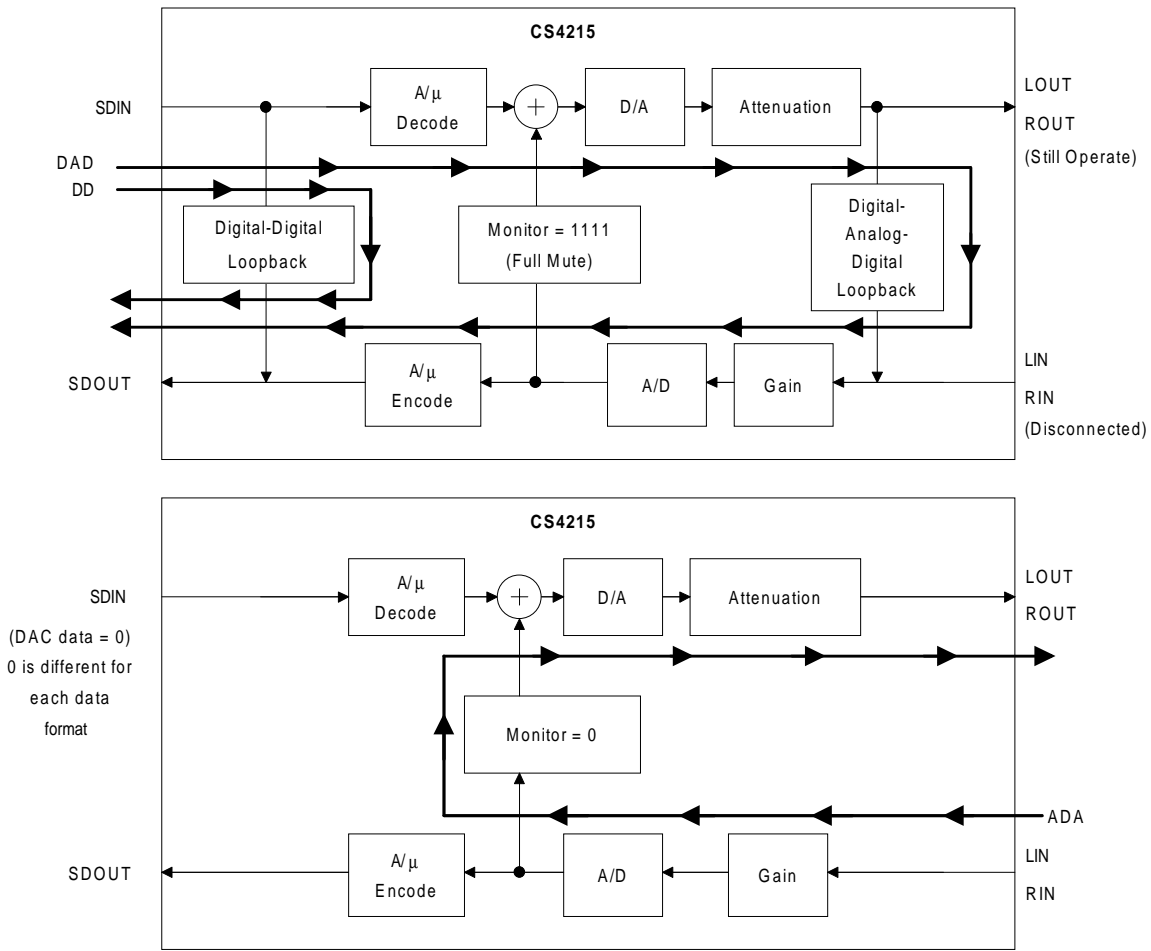 CS4215
SDIN
A/μ
Decode
+
D/A
Attenuation
LOUT
ROUT
(Still Operate)
DAD
DD
Digital-Digital
Loopback
Monitor = 1111
(Full Mute)
Digital-
Analog-
Digital
Loopback
SDOUT
A/μ
Encode
A/D
Gain
LIN
RIN
(Disconnected)
CS4215
SDIN
(DAC data = 0)
0 is different for
each data
format
A/μ
Decode
+
D/A
Attenuation
LOUT
ROUT
Monitor = 0
ADA
SDOUT
A/μ
Encode
A/D
Gain
LIN
RIN